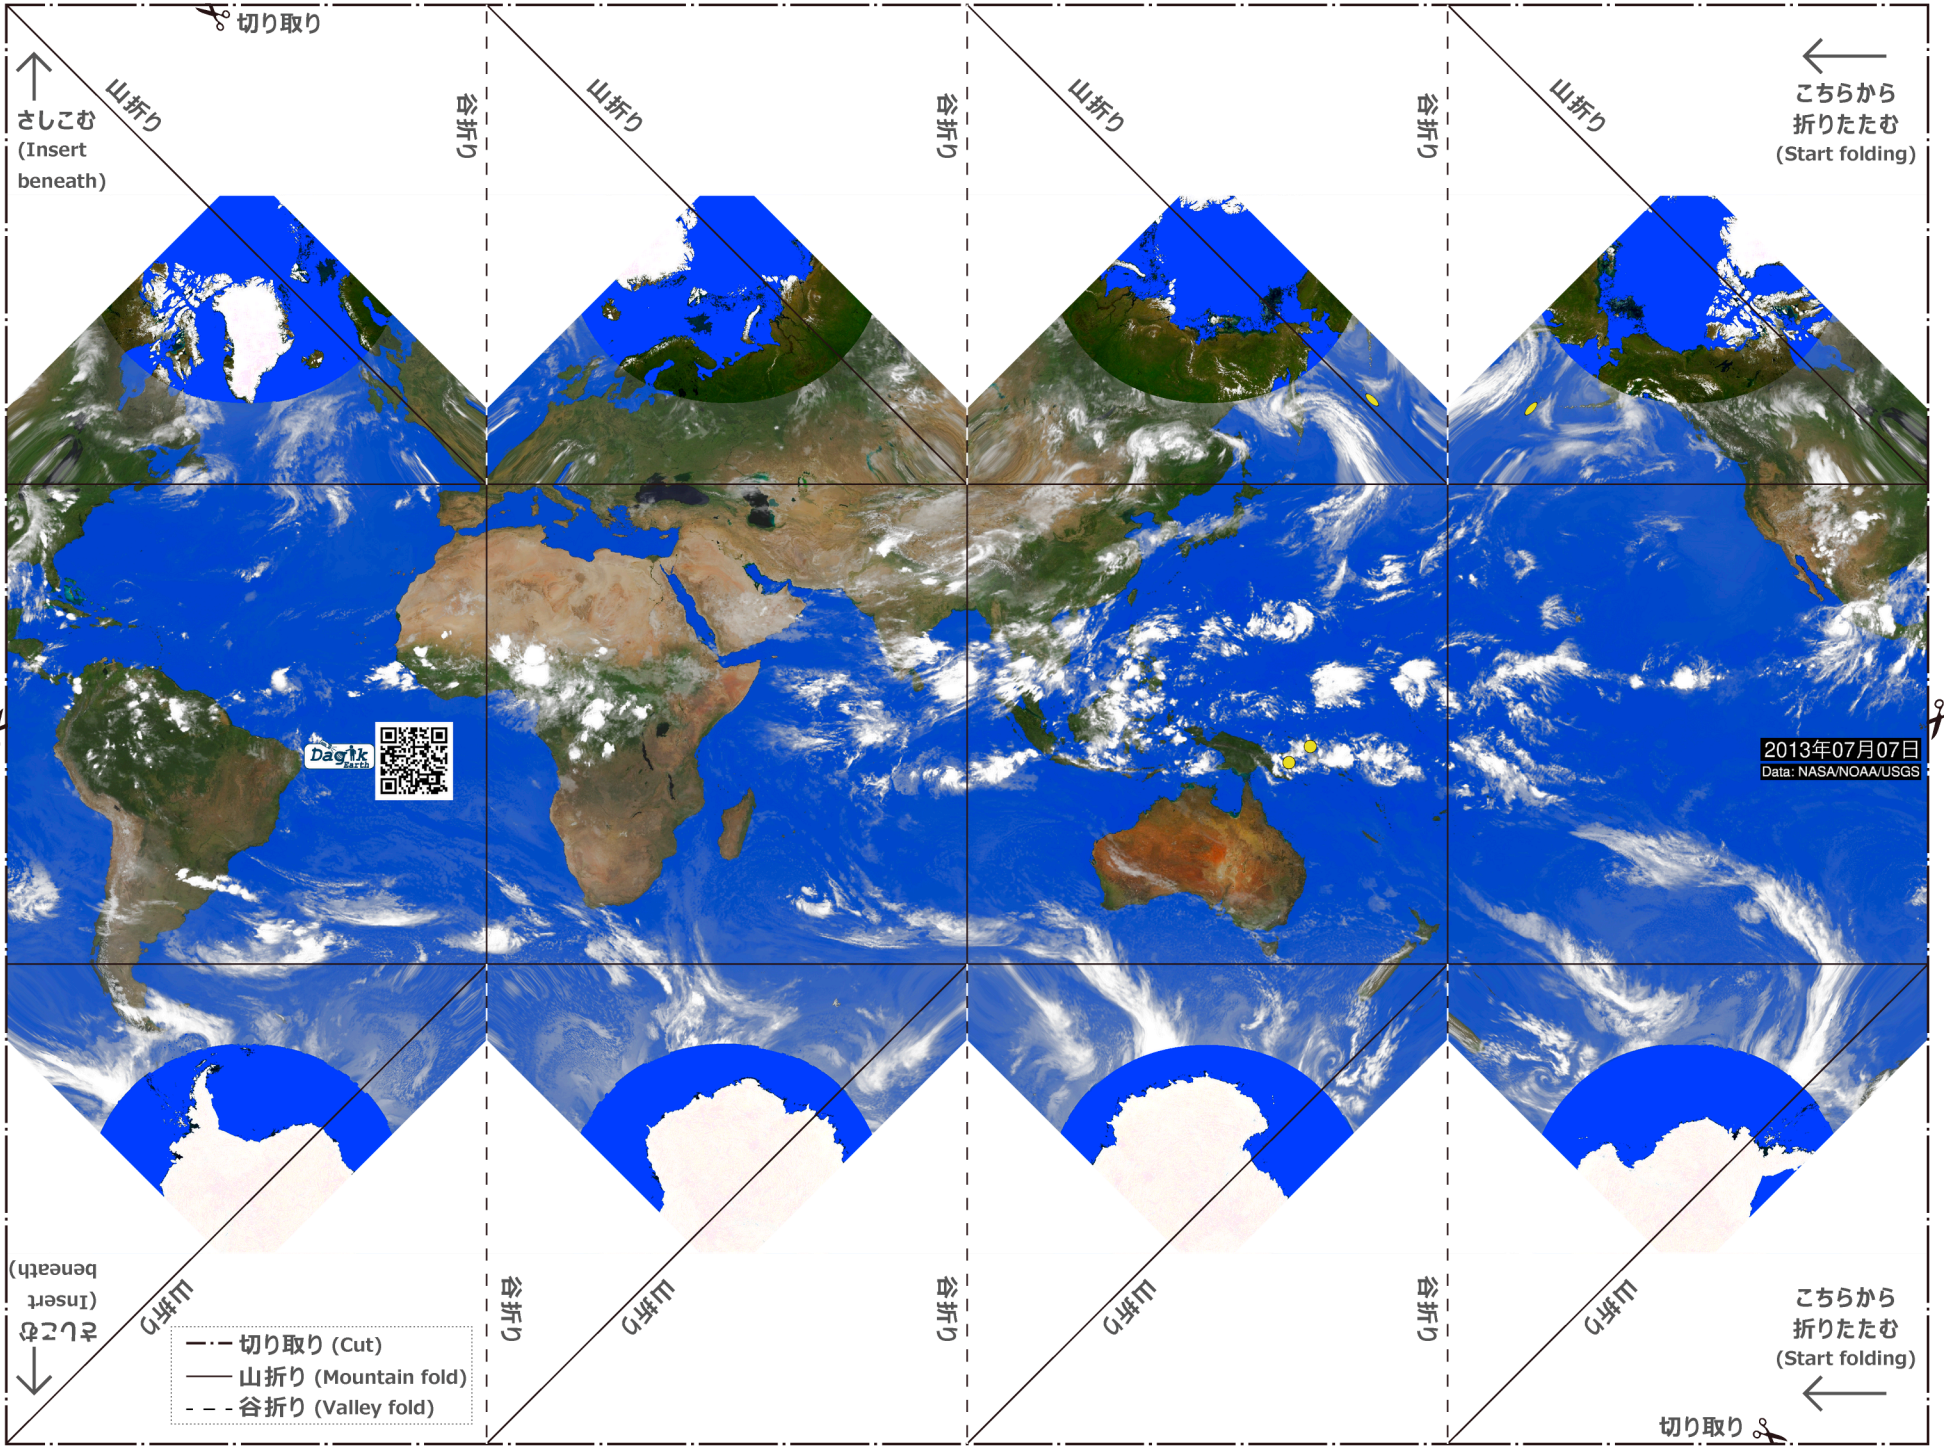 切り取り
山折り
谷折り
山折り
谷折り
山折り
谷折り
山折り
さしこむ
(Insert
beneath)
こちらから
折りたたむ
(Start folding)
Dagik
Earth
2013年07月07日
Data: NASA/NOAA/USGS
さしこむ
(Insert
beneath)
山折り
谷折り
山折り
谷折り
山折り
谷折り
山折り
こちらから
折りたたむ
(Start folding)
切り取り (Cut)
山折り (Mountain fold)
谷折り (Valley fold)
切り取り